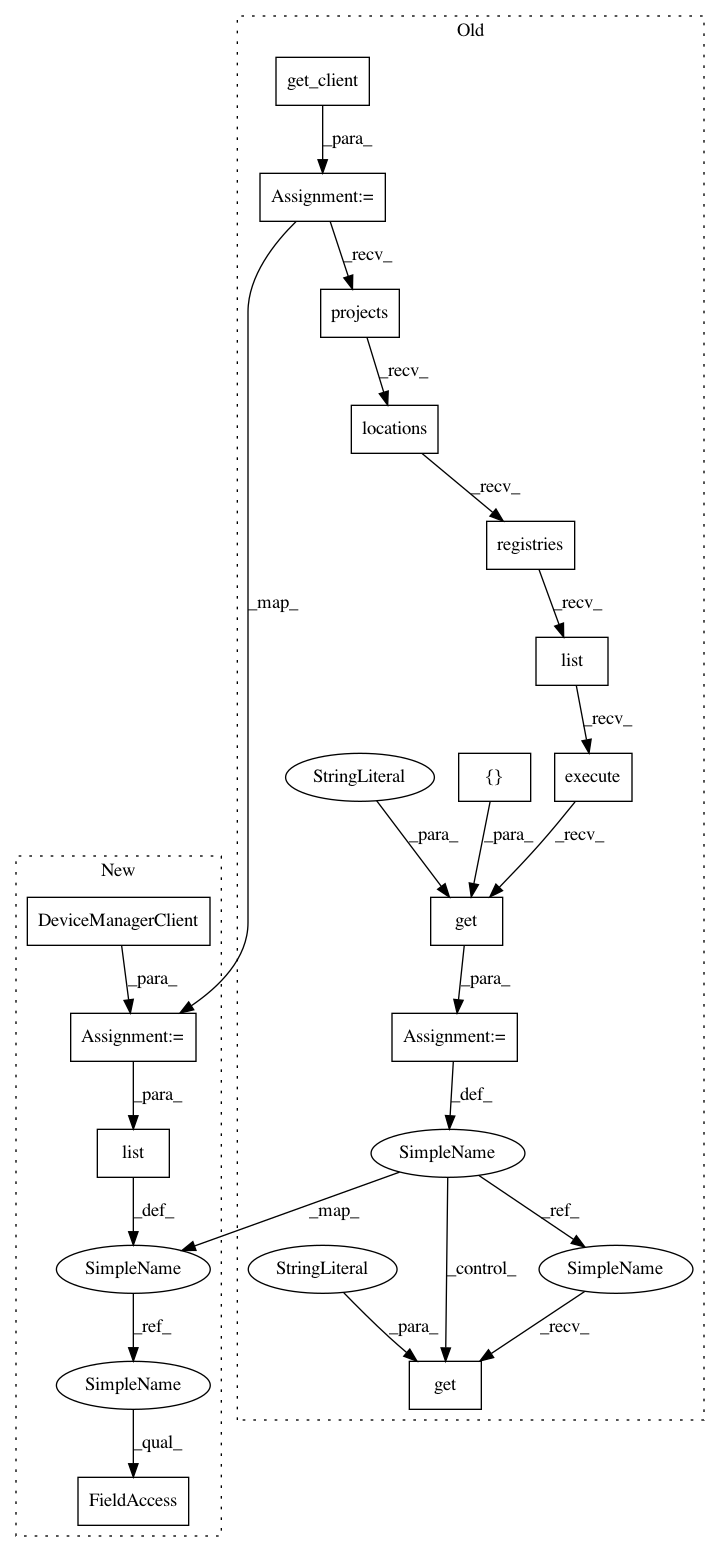 Old
get_client
_para_
Assignment:=
_recv_
projects
_recv_
locations
_recv_
registries
_map_
_recv_
list
_recv_
StringLiteral
{}
execute
_para_
_para_
_recv_
New
DeviceManagerClient
get
_para_
_para_
Assignment:=
Assignment:=
_para_
_def_
list
SimpleName
_def_
_map_
_ref_
SimpleName
StringLiteral
_control_
SimpleName
_ref_
_para_
_recv_
SimpleName
get
_qual_
FieldAccess